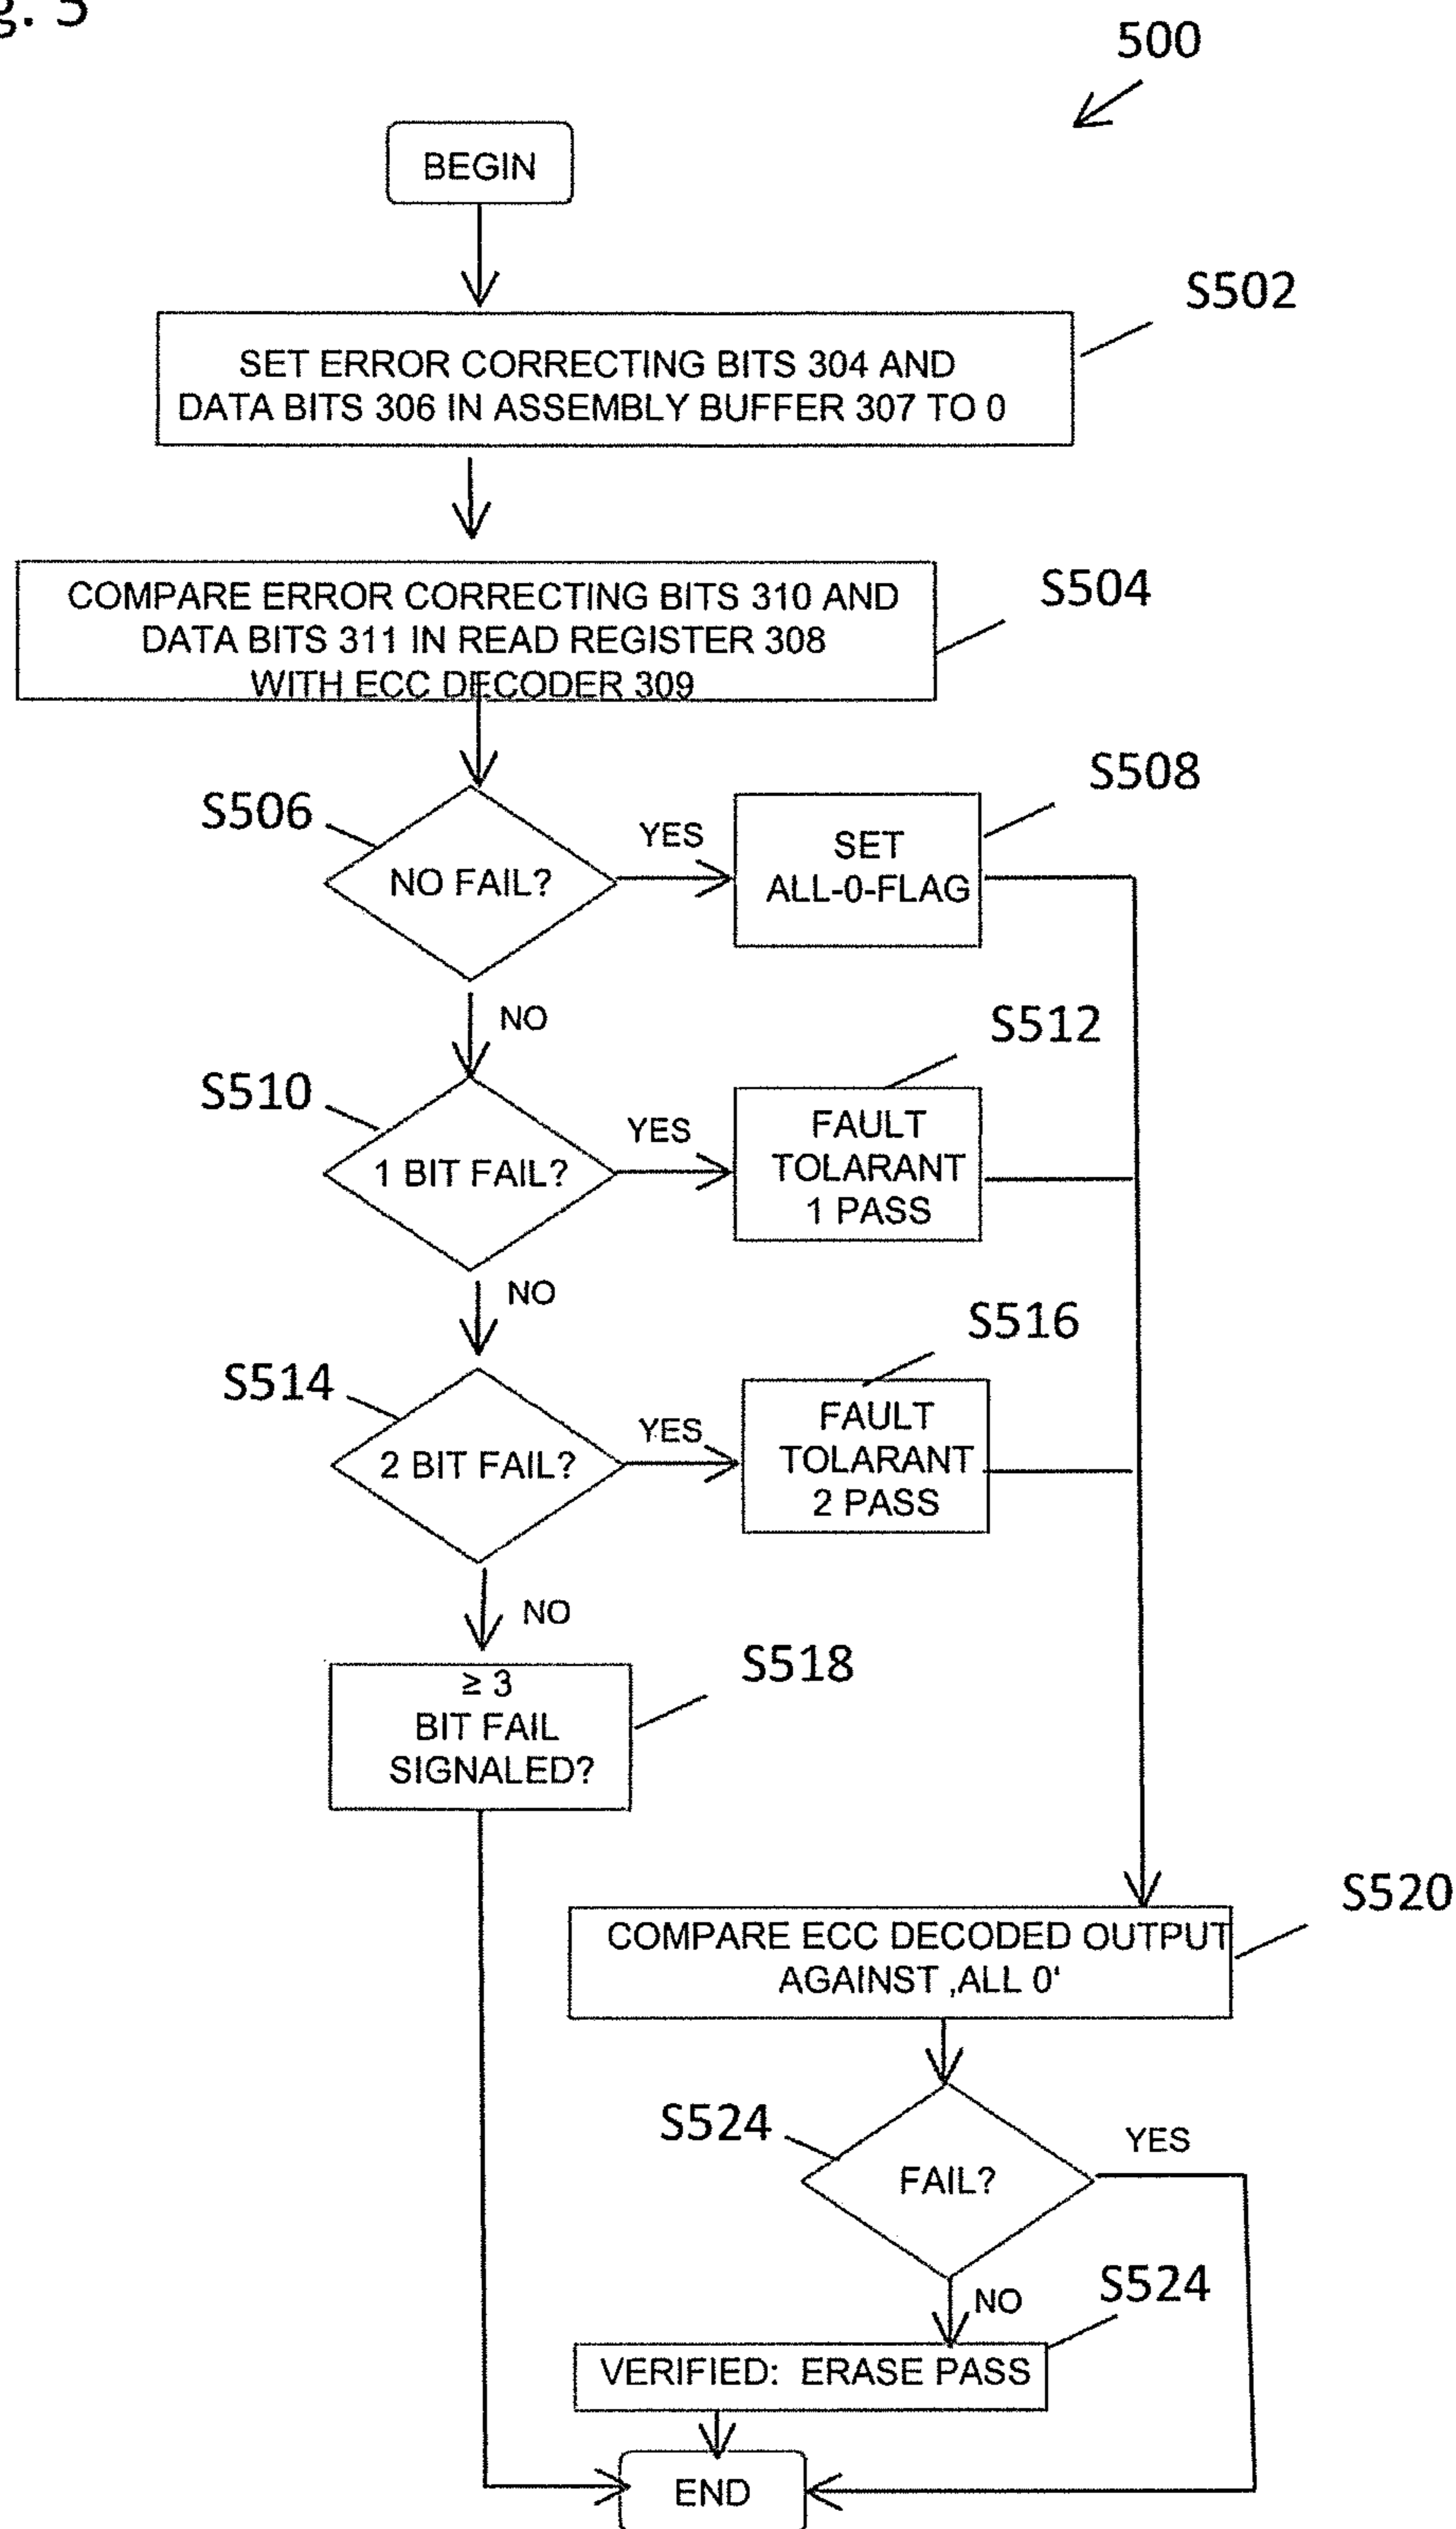 g. 5
500
BEGIN
S502
SET ERROR CORRECTING BITS 304 AND
DATA BITS 306 IN ASSEMBLY BUFFER 307 TO 0
S504
COMPARE ERROR CORRECTING BITS 310 AND
DATA BITS 311 IN READ REGISTER 308
WITH ECC DECODER 309
S506
NO FAIL?
YES
S508
SET
ALL-0-FLAG
NO
S510
1 BIT FAIL?
YES
S512
FAULT
TOLARANT
1 PASS
NO
S514
2 BIT FAIL?
YES
S516
FAULT
TOLARANT
2 PASS
NO
S518
≥ 3
BIT FAIL
SIGNALED?
S520
COMPARE ECC DECODED OUTPUT
AGAINST ‚ALL 0‘
S524
FAIL?
YES
NO
S524
VERIFIED: ERASE PASS
END